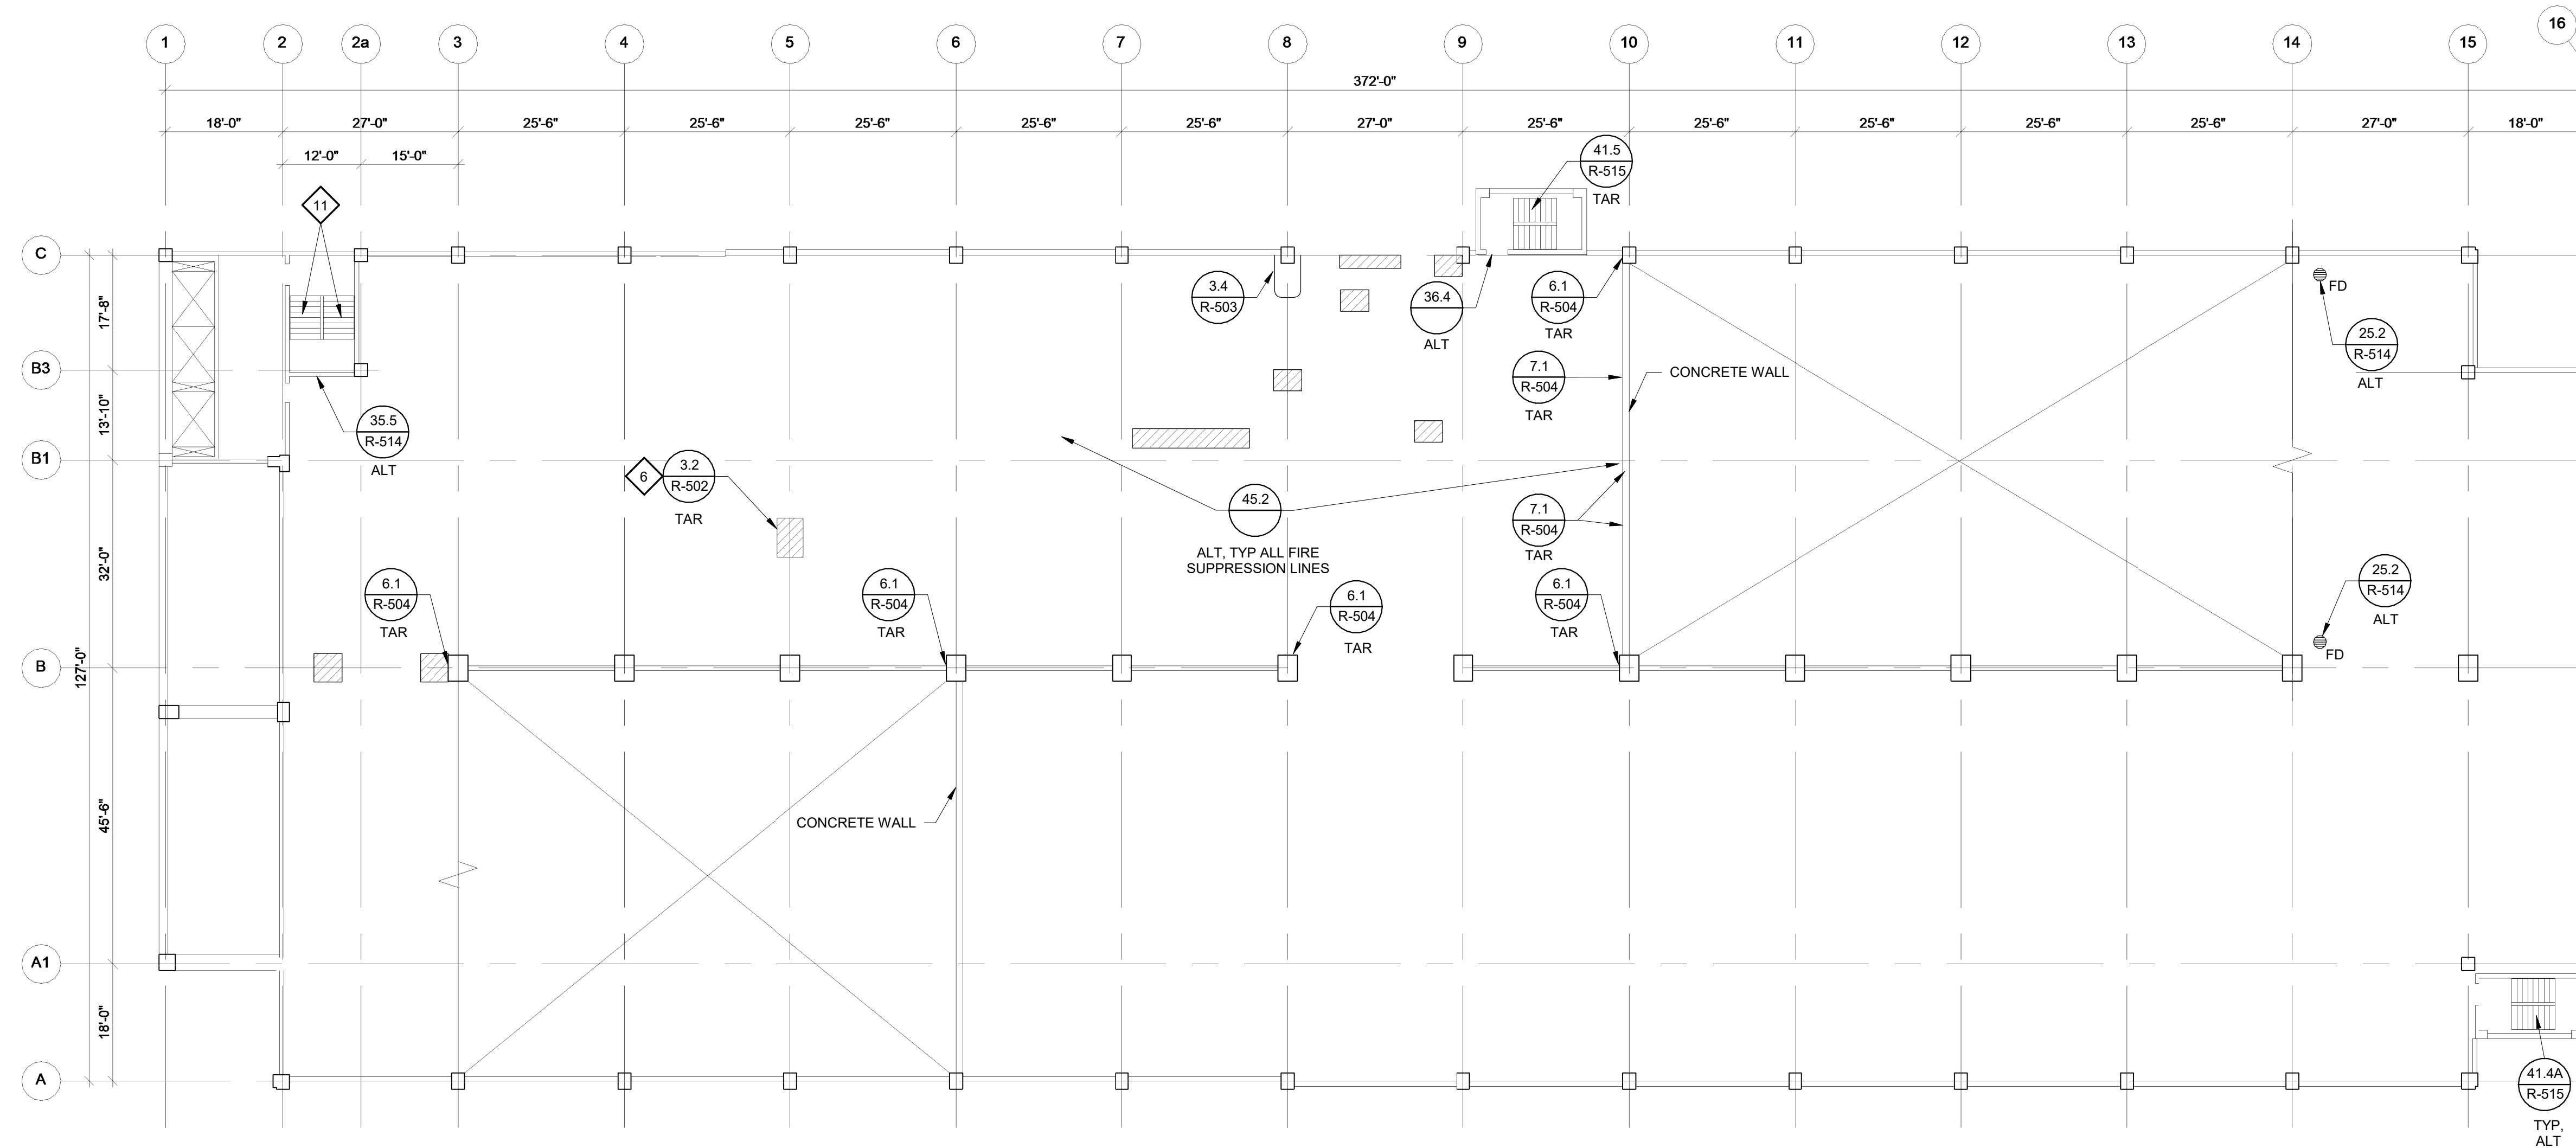 1
2
2a
3
4
5
6
7
8
9
10
11
12
13
14
15
16
372'-0"
18'-0"
27'-0"
25'-6"
25'-6"
25'-6"
25'-6"
25'-6"
27'-0"
25'-6"
25'-6"
25'-6"
25'-6"
25'-6"
27'-0"
18'-0"
12'-0"
15'-0"
41.5
R-515
TAR
11
C
3.4
R-503
36.4
ALT
6.1
R-504
TAR
FD
25.2
R-514
ALT
17'-8"
B3
7.1
R-504
TAR
CONCRETE WALL
13'-10"
35.5
R-514
ALT
B1
6
3.2
R-502
TAR
45.2
ALT, TYP ALL FIRE
SUPPRESSION LINES
7.1
R-504
TAR
32'-0"
6.1
R-504
TAR
6.1
R-504
TAR
6.1
R-504
TAR
6.1
R-504
TAR
25.2
R-514
ALT
FD
B
127'-0"
45'-6"
CONCRETE WALL
A1
18'-0"
A
41.4A
R-515
TYP,
ALT